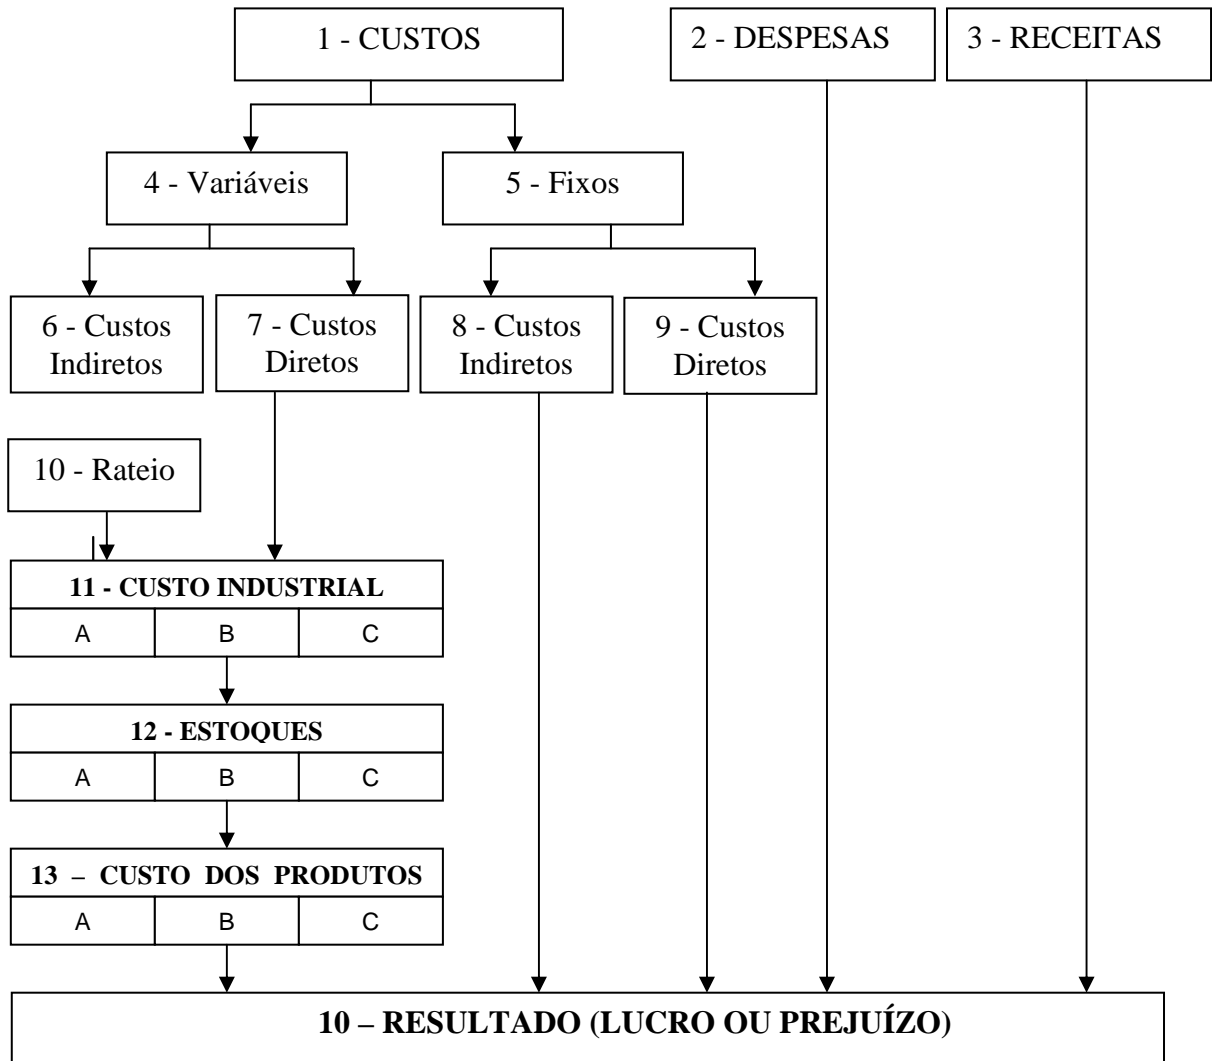 1 - CUSTOS
2 - DESPESAS
3 - RECEITAS
4 - Variáveis
5 - Fixos
6 - Custos
Indiretos
7 - Custos
Diretos
8 - Custos
Indiretos
9 - Custos
Diretos
10 - Rateio
11 - CUSTO INDUSTRIAL
A
B
C
12 - ESTOQUES
A
B
C
13 – CUSTO DOS PRODUTOS
A
B
C
10 – RESULTADO (LUCRO OU PREJUÍZO)